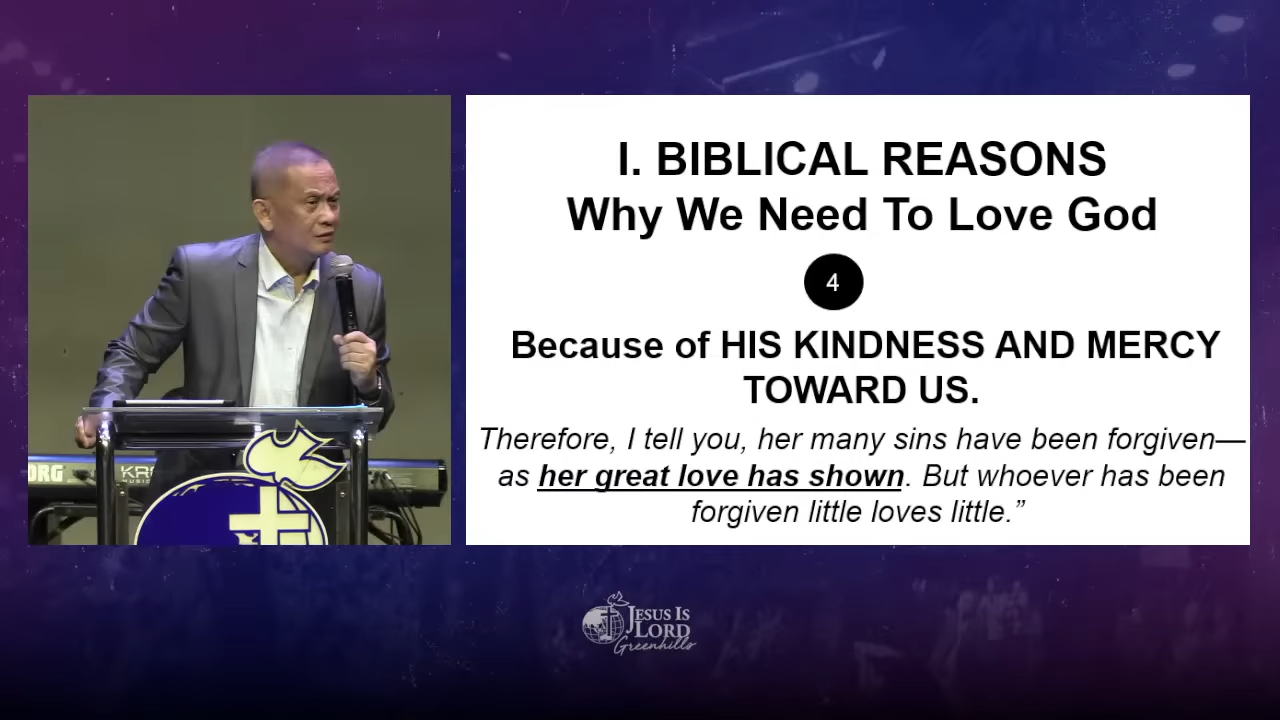 I. BIBLICAL REASONS
Why We Need To Love God
4
Because of HIS KINDNESS AND MERCY
TOWARD US.
Therefore, I tell you, her many sins have been forgiven—
as her great love has shown. But whoever has been
forgiven little loves little.”
ORG
KR
JESUS IS
LORD
Greenhills